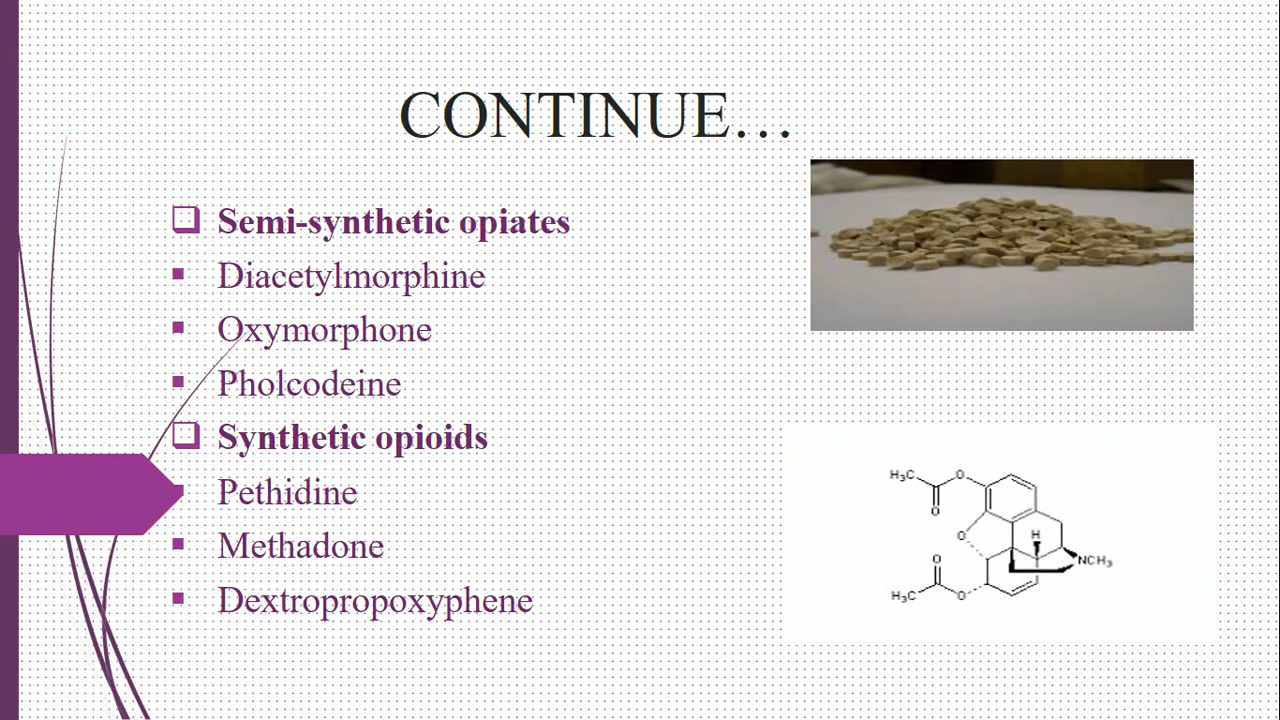 CONTINUE…
Semi-synthetic opiates
Diacetylmorphine
Oxymorphone
Pholcodeine
Synthetic opioids
Pethidine
Methadone
Dextropropoxyphene
H₃C O
O
O
H
O
NCH₃
H₃C O